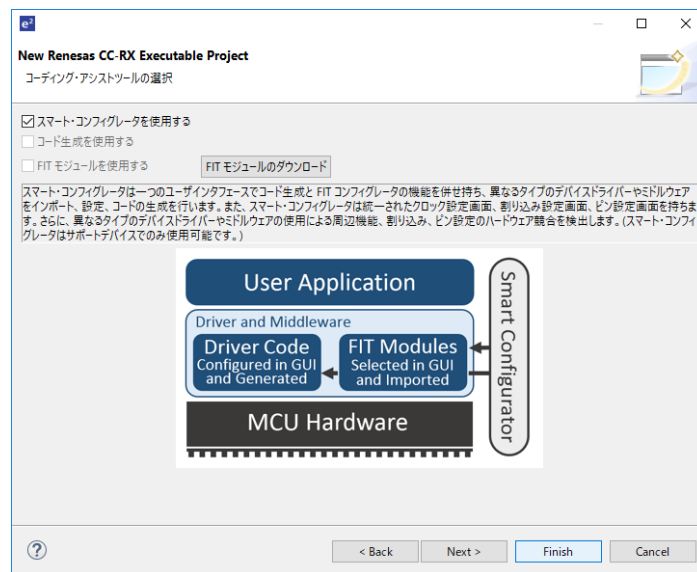 e²
New Renesas CC-RX Executable Project
コーディング・アシストツールの選択
スマート・コンフィグレータを使用する
コード生成を使用する
FIT モジュールを使用する
FIT モジュールのダウンロード
スマート・コンフィグレータは一つのユーザインタフェースでコード生成と FIT コンフィグレータの機能を併せ持ち、異なるタイプのデバイスドライバーやミドルウェア
をインポート、設定、コードの生成を行います。また、スマート・コンフィグレータは統一されたクロック設定画面、割り込み設定画面、ピン設定画面を持ちま
す。さらに、異なるタイプのデバイスドライバーやミドルウェアの使用による周辺機能、割り込み、ピン設定のハードウェア競合を検出します。(スマート・コンフィ
グレータはサポートデバイスでのみ使用可能です。)
User Application
Driver and Middleware
Driver Code
Configured in GUI
and Generated
FIT Modules
Selected in GUI
and Imported
Smart Configurator
MCU Hardware
?
< Back
Next >
Finish
Cancel